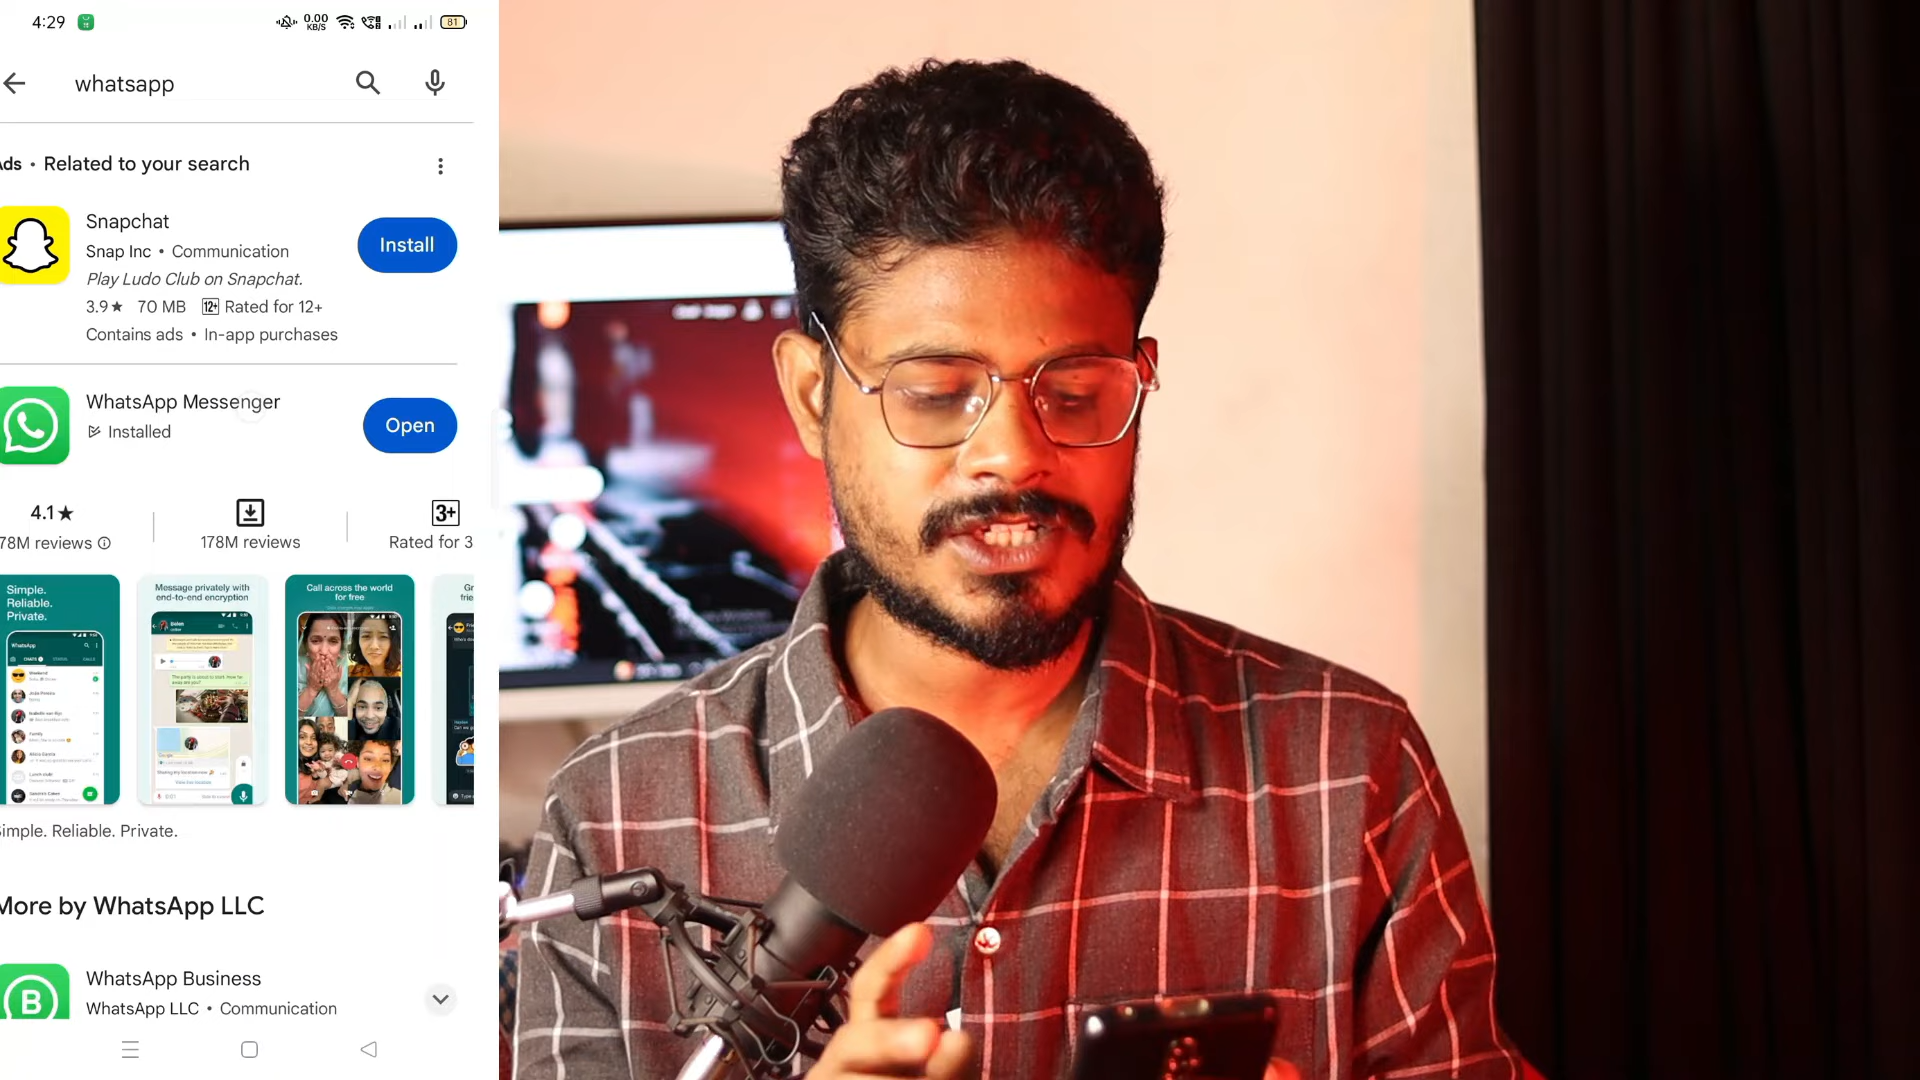 4:29
0.00
KB/S
81
whatsapp
Ads • Related to your search
Snapchat
Snap Inc • Communication
Install
Play Ludo Club on Snapchat.
3.9★ 70 MB 12+ Rated for 12+
Contains ads • In-app purchases
WhatsApp Messenger
Installed
Open
4.1★
3+
78M reviews
178M reviews
Rated for 3
Simple.
Reliable.
Private.
Message privately with
end-to-end encryption
Call across the world
for free
WhatsApp
imple. Reliable. Private.
More by WhatsApp LLC
B
WhatsApp Business
WhatsApp LLC • Communication